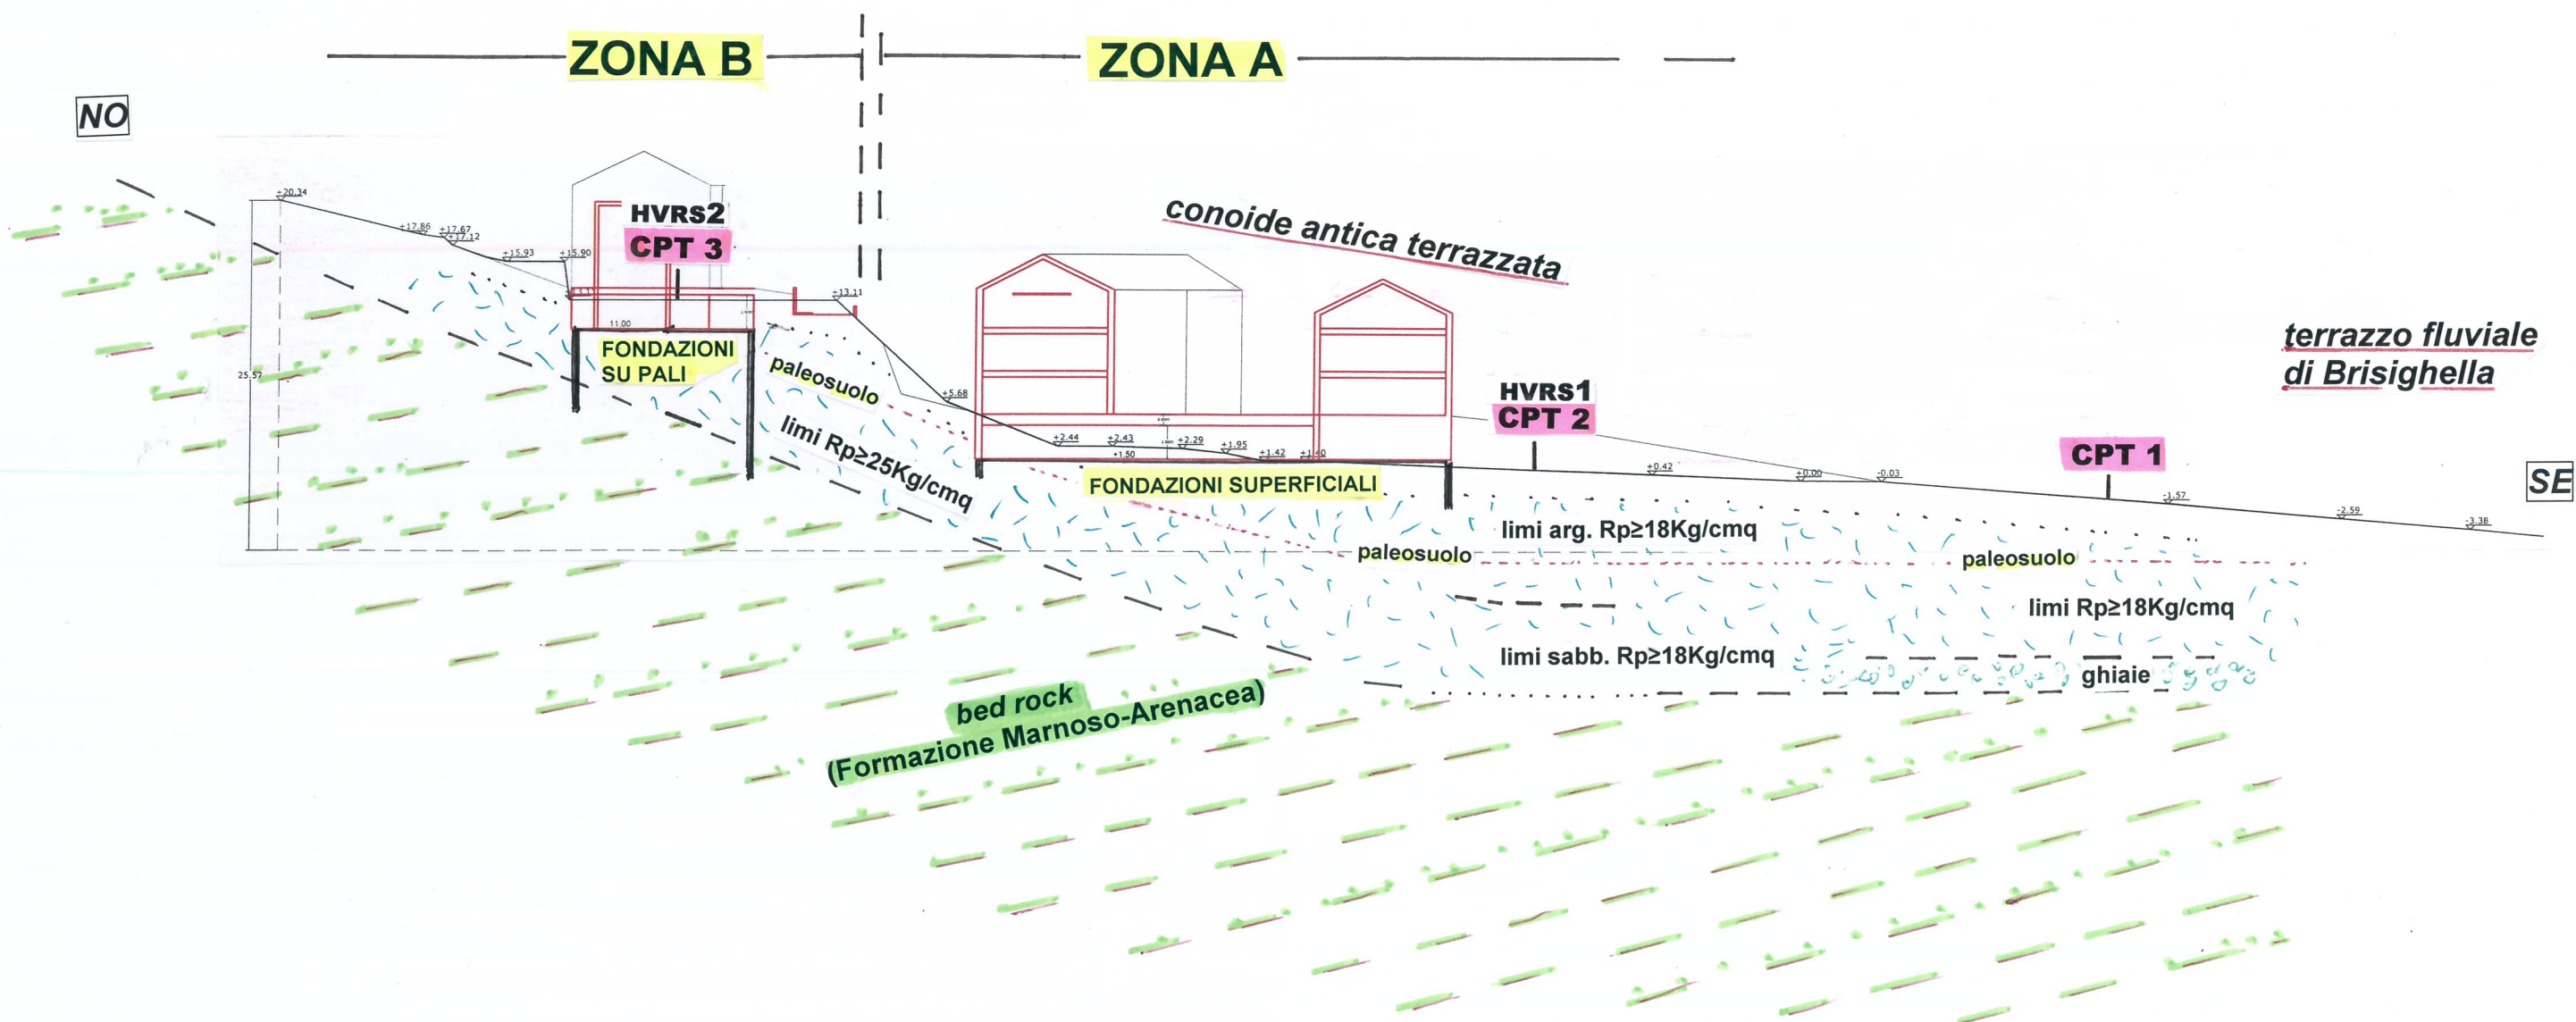 ZONA B
ZONA A
NO
+20.34
+17.86
+17.67
+17.12
+15.93
+15.90
HVRS2
CPT 3
+13.11
conoide antica terrazzata
terrazzo fluviale
di Brisighella
25.57
11.00
FONDAZIONI
SU PALI
paleosuolo
limi Rp≥25Kg/cmq
+5.68
+2.44
+2.43
+2.29
+1.95
+1.42
+1.50
FONDAZIONI SUPERFICIALI
HVRS1
CPT 2
+0.42
+0.00
-0.03
CPT 1
-1.57
-2.59
-3.38
SE
limi arg. Rp≥18Kg/cmq
paleosuolo
paleosuolo
limi Rp≥18Kg/cmq
limi sabb. Rp≥18Kg/cmq
ghiaie
bed rock
(Formazione Marnoso-Arenacea)